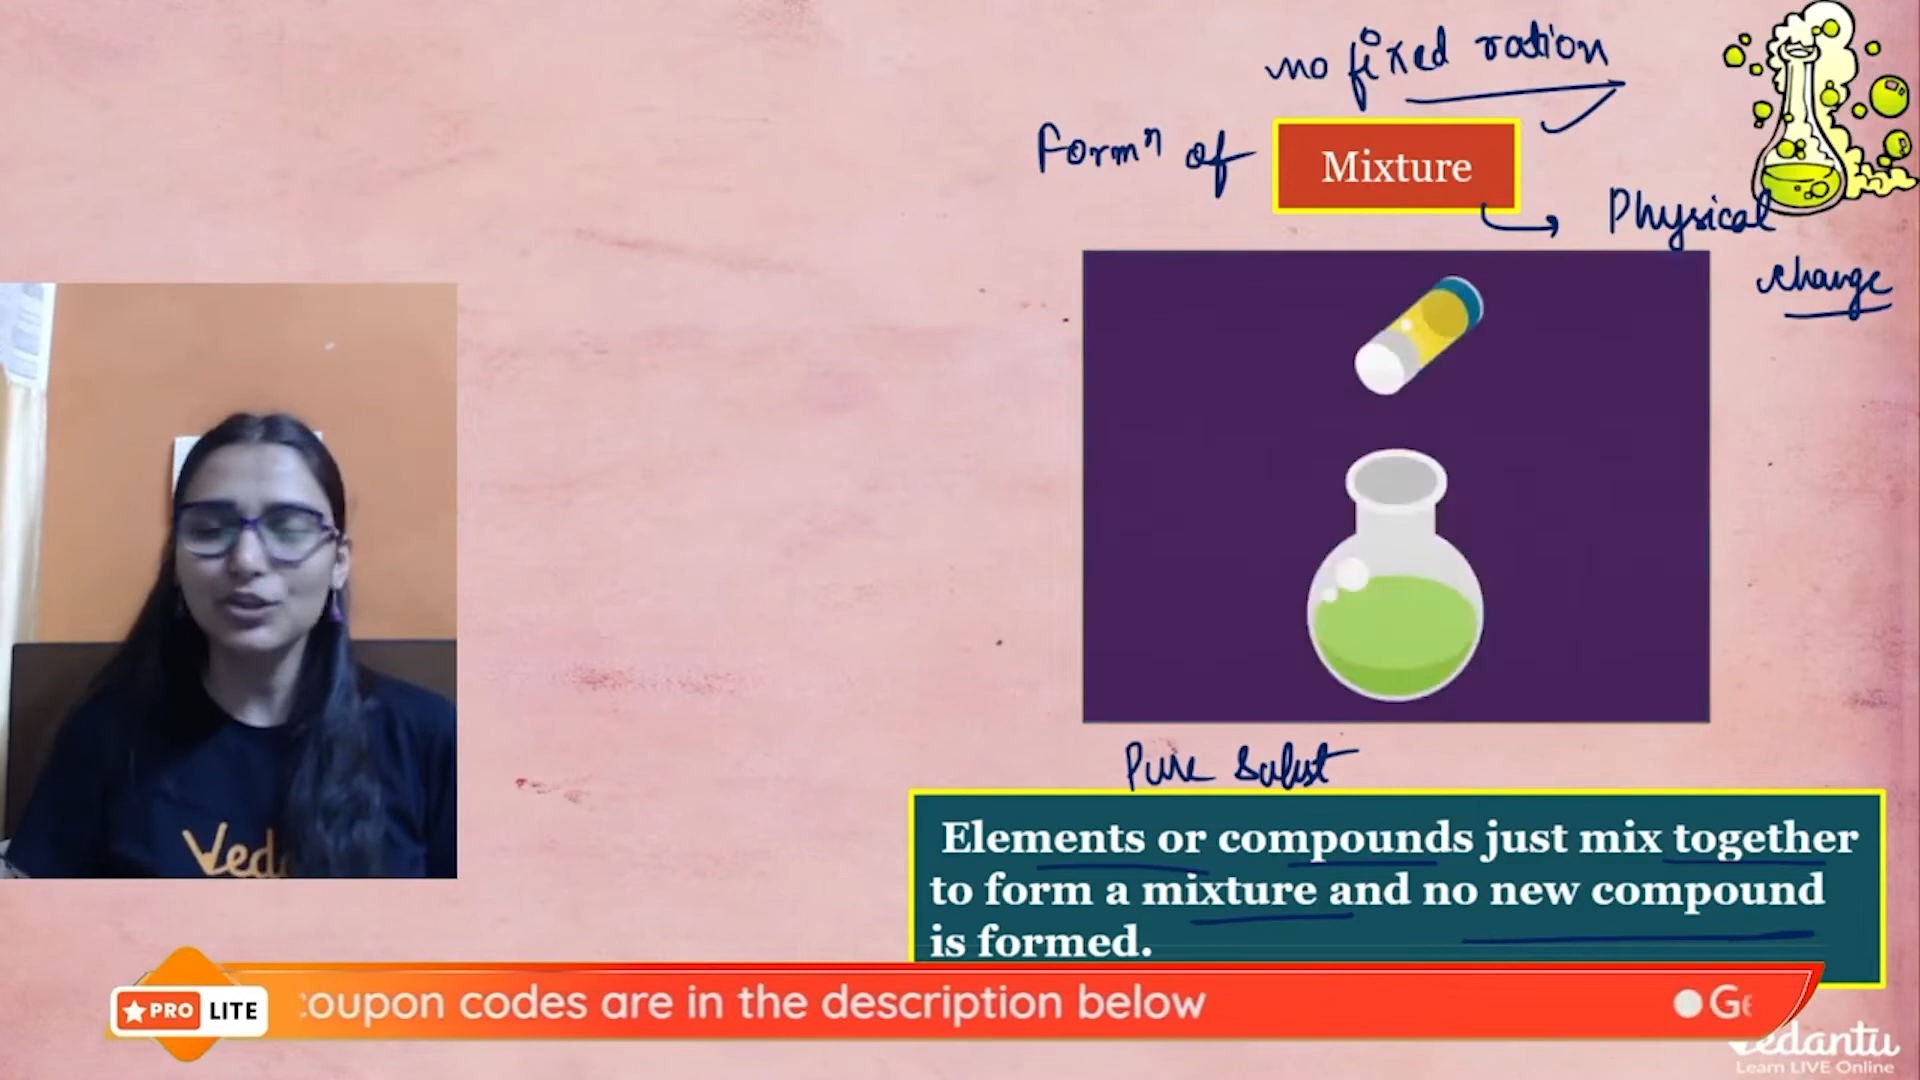 no fixed ration
Formⁿ of
Mixture
Physical
change
Pure Subst
Elements or compounds just mix together
to form a mixture and no new compound
is formed.
Ved
PRO LITE
coupon codes are in the description below
Ge
Vedantu
Learn LIVE Online